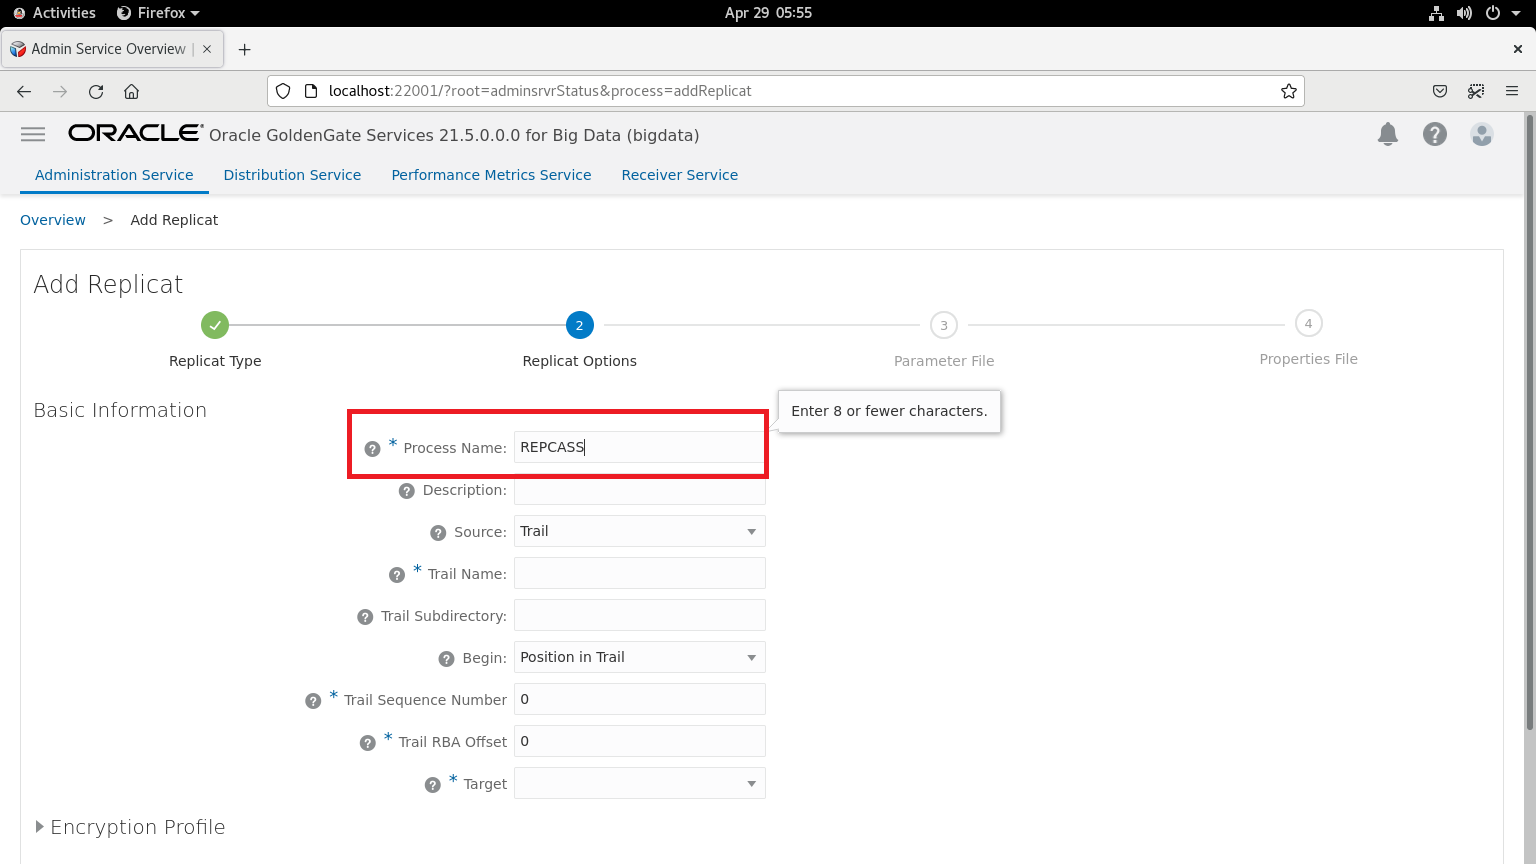 Activities Firefox Apr 29 05:55
Admin Service Overview |
localhost:22001/?root=adminsrvrStatus&process=addReplicat
ORACLE® Oracle GoldenGate Services 21.5.0.0.0 for Big Data (bigdata)
Administration Service Distribution Service Performance Metrics Service Receiver Service
Overview > Add Replicat
Add Replicat
2 3 4
Replicat Type Replicat Options Parameter File Properties File
Basic Information
Enter 8 or fewer characters.
? * Process Name: REPCASS
? Description:
? Source: Trail
? * Trail Name:
? Trail Subdirectory:
? Begin: Position in Trail
? * Trail Sequence Number 0
? * Trail RBA Offset 0
? * Target
Encryption Profile